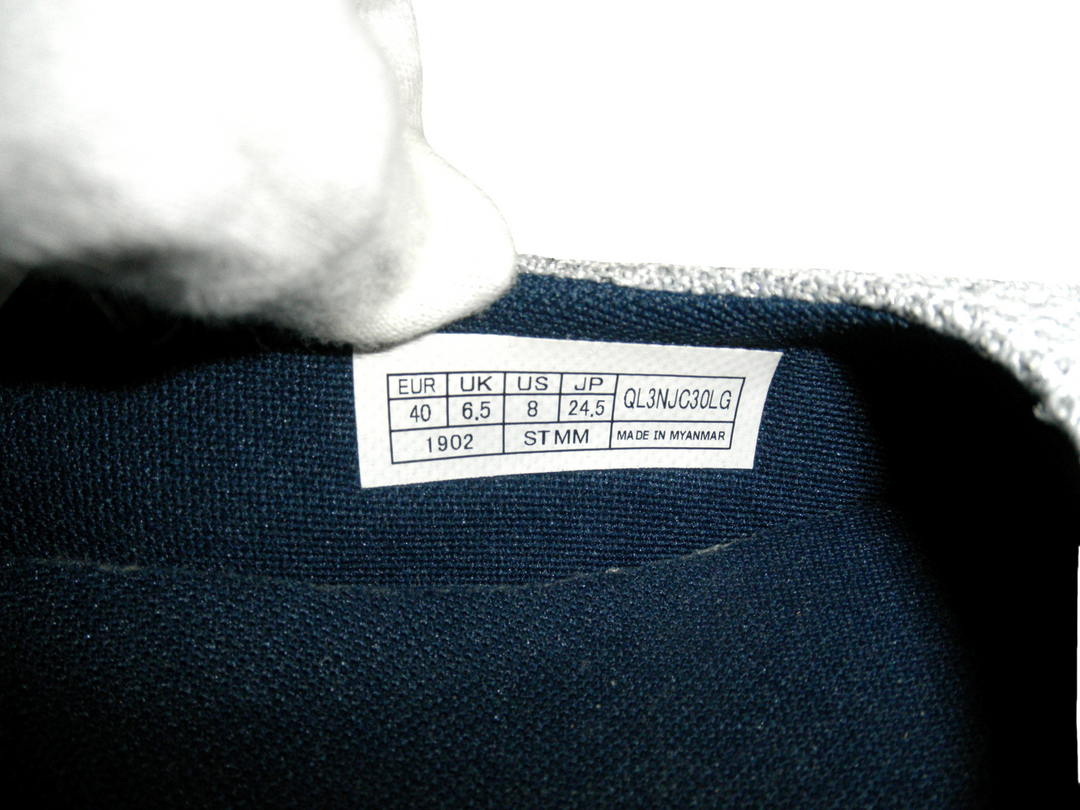 EUR UK US JP QL3NJC30LG
40 6.5 8 24.5
1902 STMM MADE IN MYANMAR